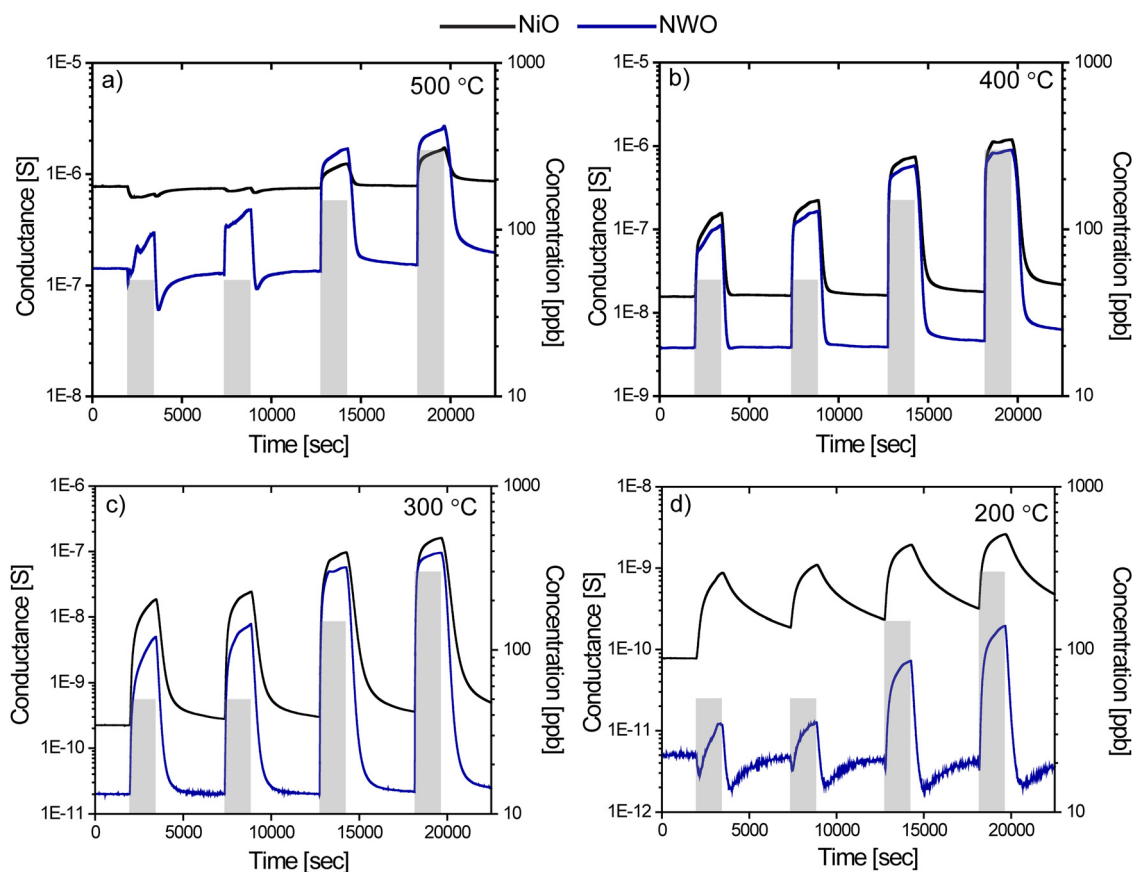 NiO NWO
a) 500 °C
1E-5
1E-6
1E-7
1E-8
Conductance [S]
1000
100
10
Concentration [ppb]
0 5000 10000 15000 20000
Time [sec]
b) 400 °C
1E-5
1E-6
1E-7
1E-8
1E-9
Conductance [S]
1000
100
10
Concentration [ppb]
0 5000 10000 15000 20000
Time [sec]
c) 300 °C
1E-6
1E-7
1E-8
1E-9
1E-10
1E-11
Conductance [S]
1000
100
10
Concentration [ppb]
0 5000 10000 15000 20000
Time [sec]
d) 200 °C
1E-8
1E-9
1E-10
1E-11
1E-12
Conductance [S]
1000
100
10
Concentration [ppb]
0 5000 10000 15000 20000
Time [sec]